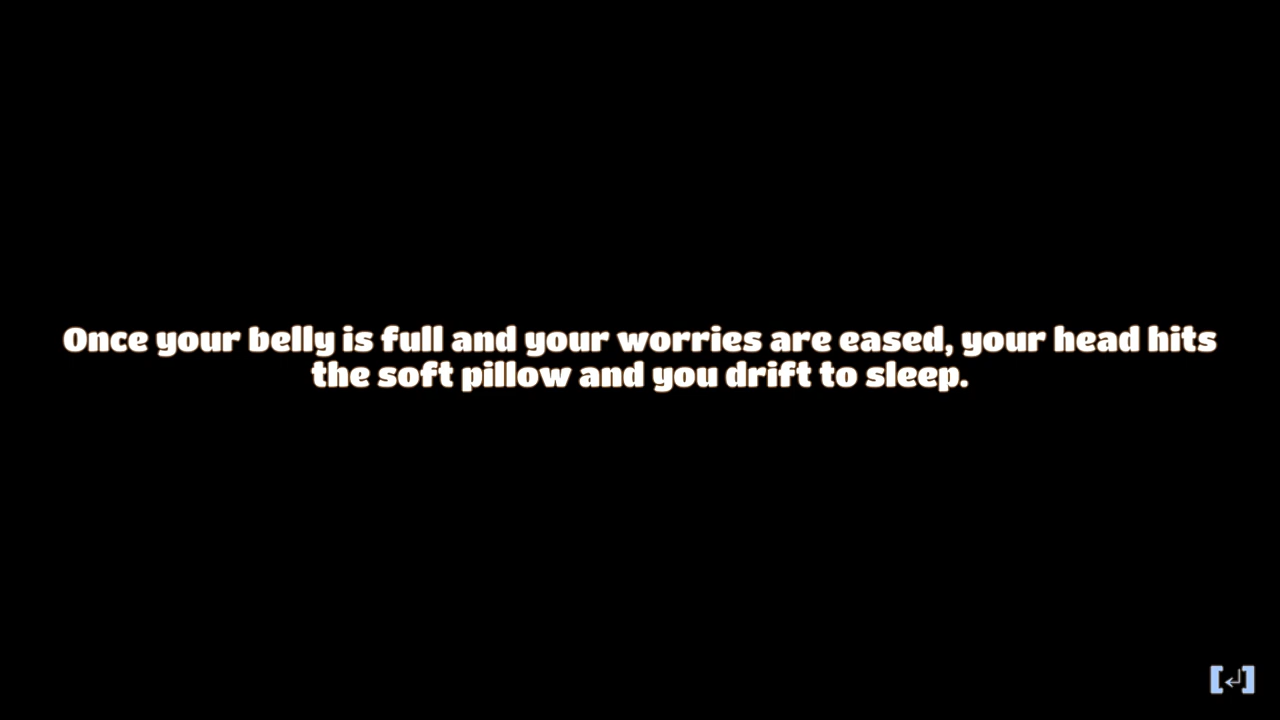 Once your belly is full and your worries are eased, your head hits
the soft pillow and you drift to sleep.
[↵]